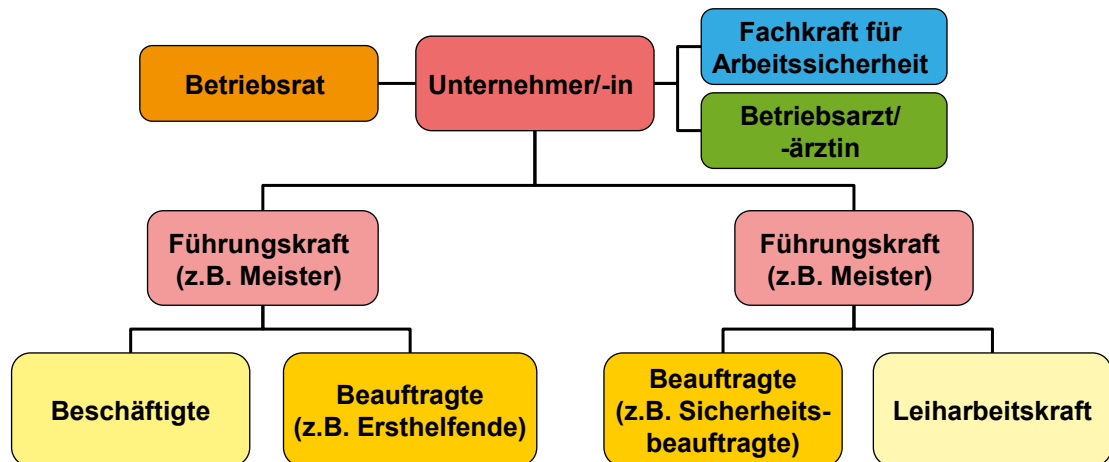 Betriebsrat
Unternehmer/-in
Fachkraft für
Arbeitssicherheit
Betriebsarzt/
-ärztin
Führungskraft
(z.B. Meister)
Führungskraft
(z.B. Meister)
Beschäftigte
Beauftragte
(z.B. Ersthelfende)
Beauftragte
(z.B. Sicherheits-
beauftragte)
Leiharbeitskraft